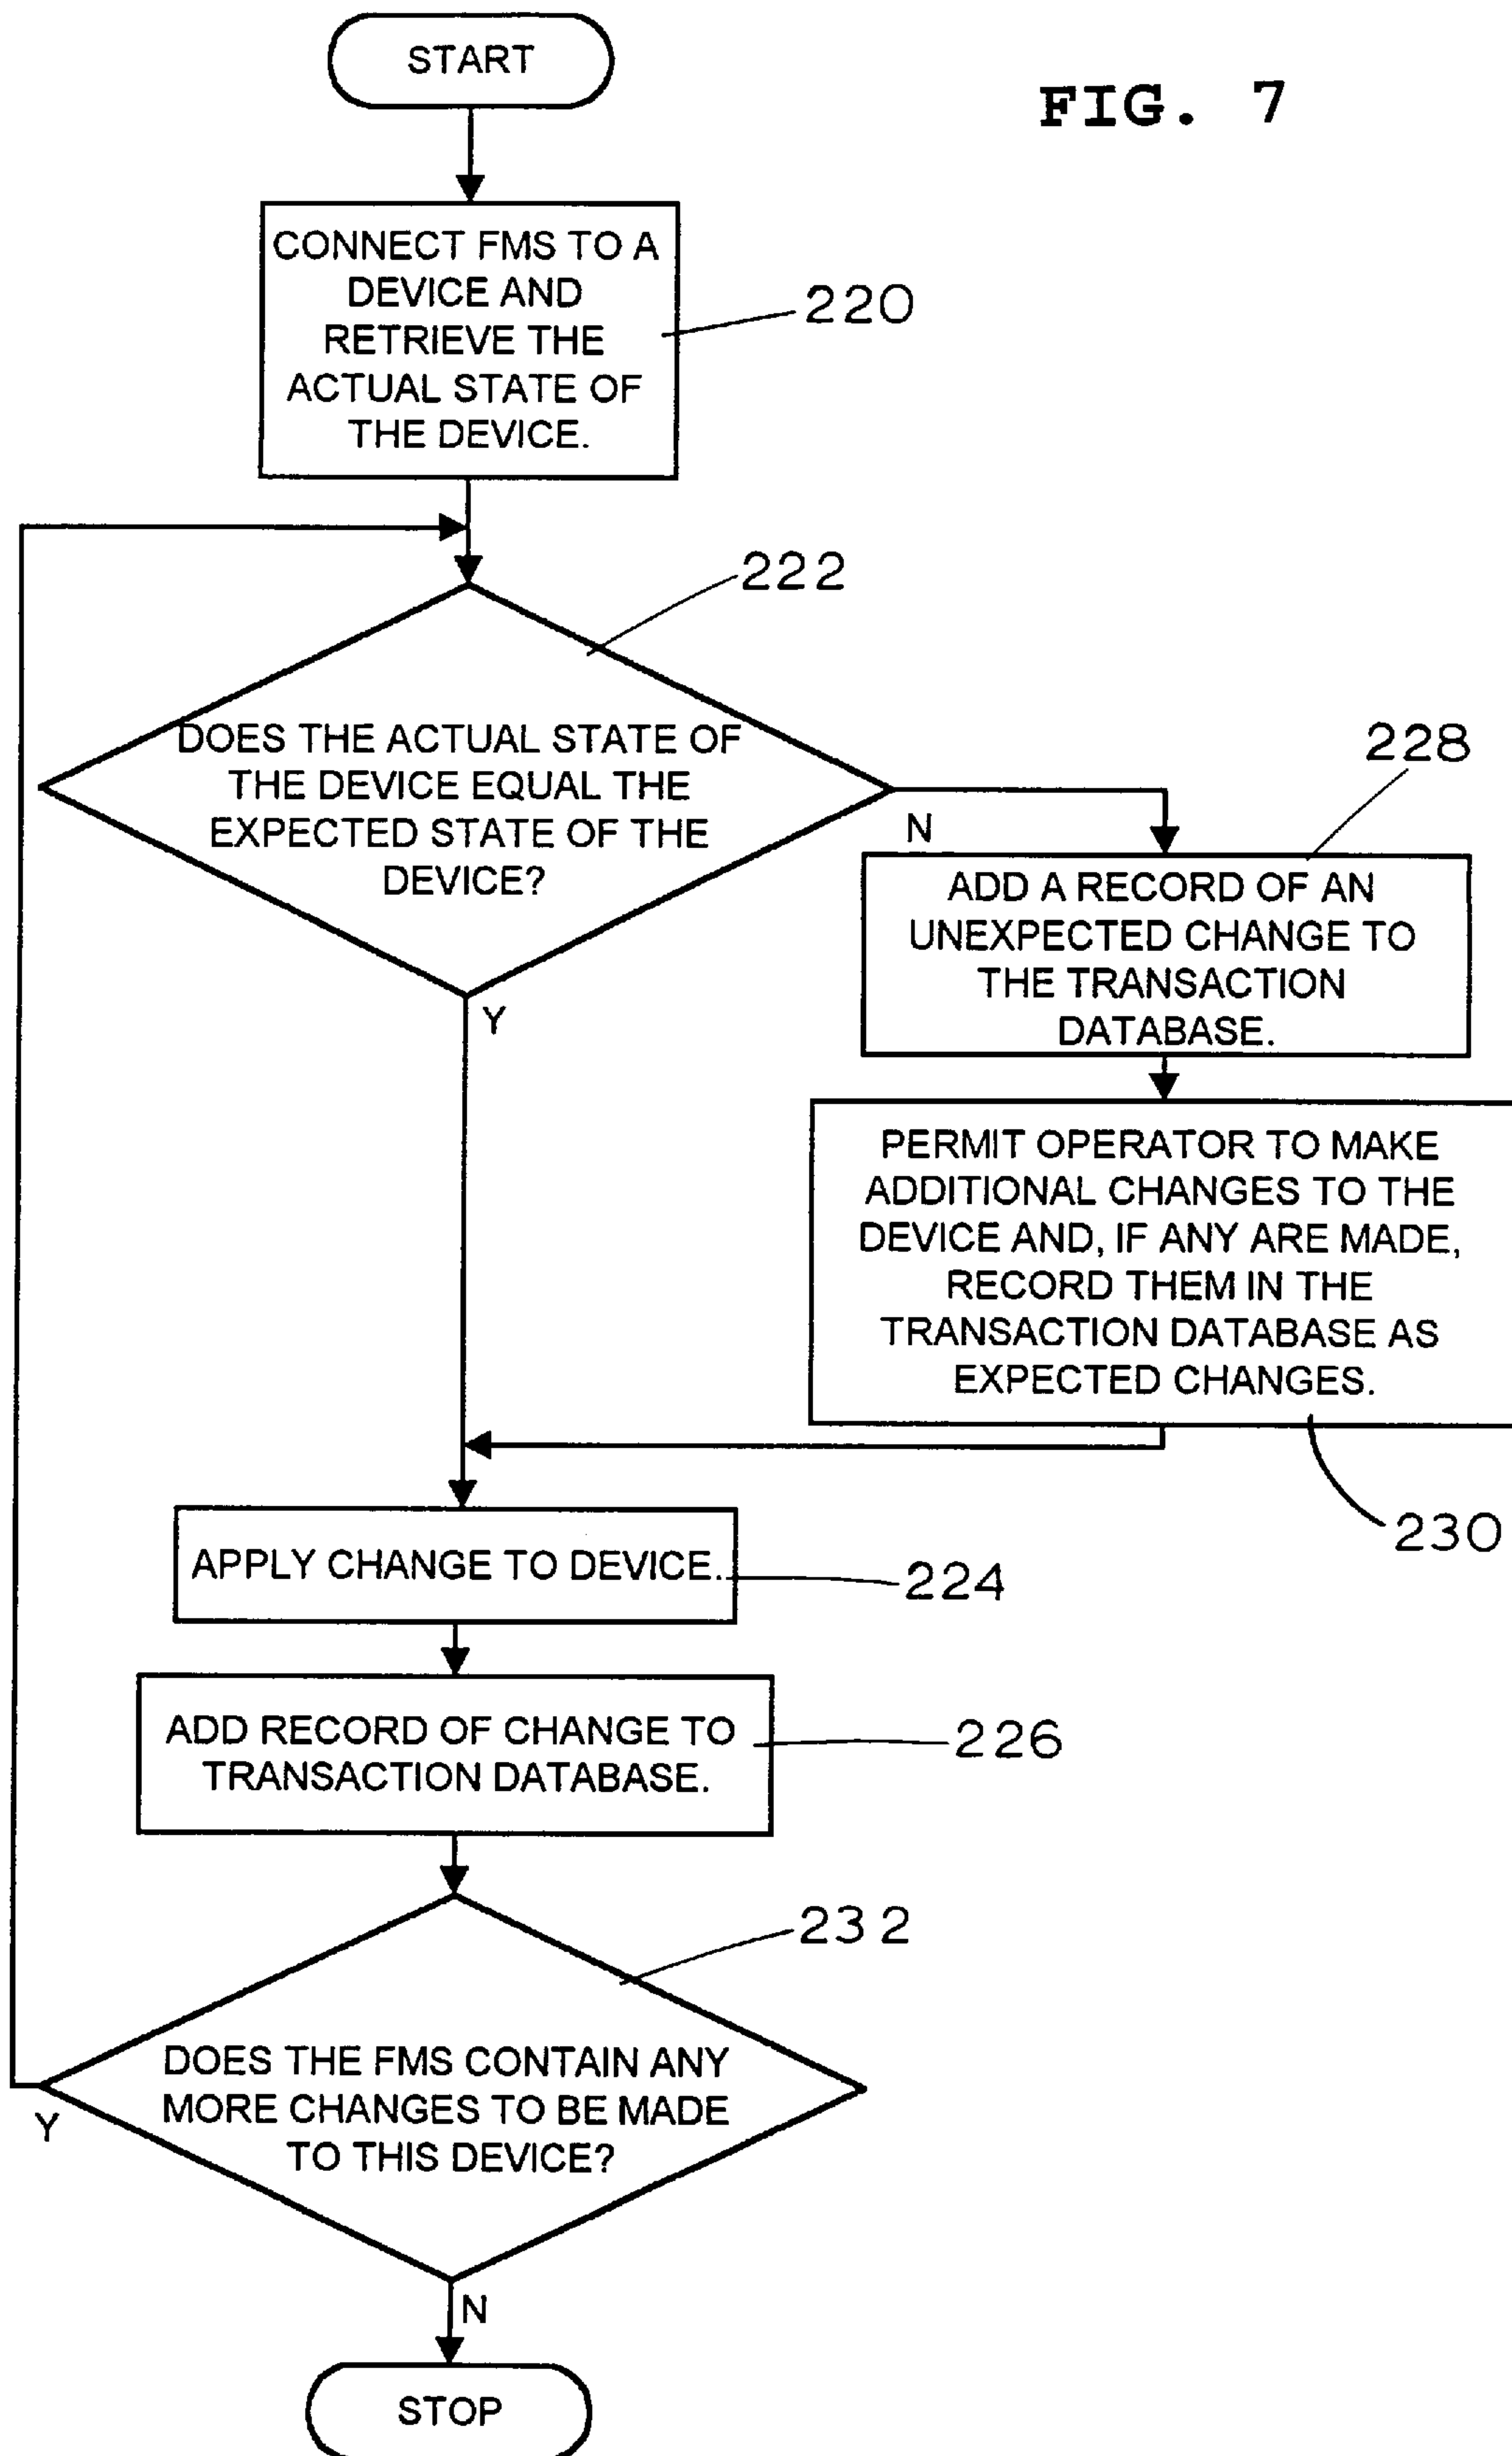 START
FIG. 7
CONNECT FMS TO A
DEVICE AND
RETRIEVE THE
ACTUAL STATE OF
THE DEVICE.
220
222
DOES THE ACTUAL STATE OF
THE DEVICE EQUAL THE
EXPECTED STATE OF THE
DEVICE?
N
Y
228
ADD A RECORD OF AN
UNEXPECTED CHANGE TO
THE TRANSACTION
DATABASE.
PERMIT OPERATOR TO MAKE
ADDITIONAL CHANGES TO THE
DEVICE AND, IF ANY ARE MADE,
RECORD THEM IN THE
TRANSACTION DATABASE AS
EXPECTED CHANGES.
230
APPLY CHANGE TO DEVICE.
224
ADD RECORD OF CHANGE TO
TRANSACTION DATABASE.
226
232
DOES THE FMS CONTAIN ANY
MORE CHANGES TO BE MADE
TO THIS DEVICE?
Y
N
STOP